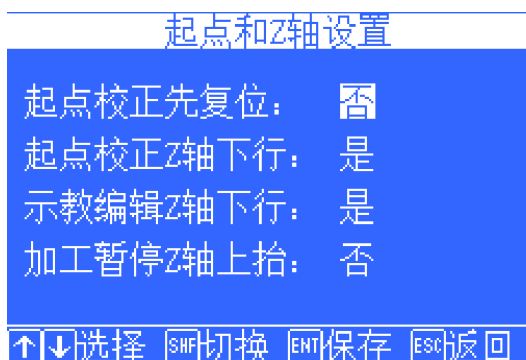 起点和Z轴设置
起点校正先复位： 否
起点校正Z轴下行： 是
示教编辑Z轴下行： 是
加工暂停Z轴上抬： 否
↑↓选择 SHF切换 ENT保存 ESC返回